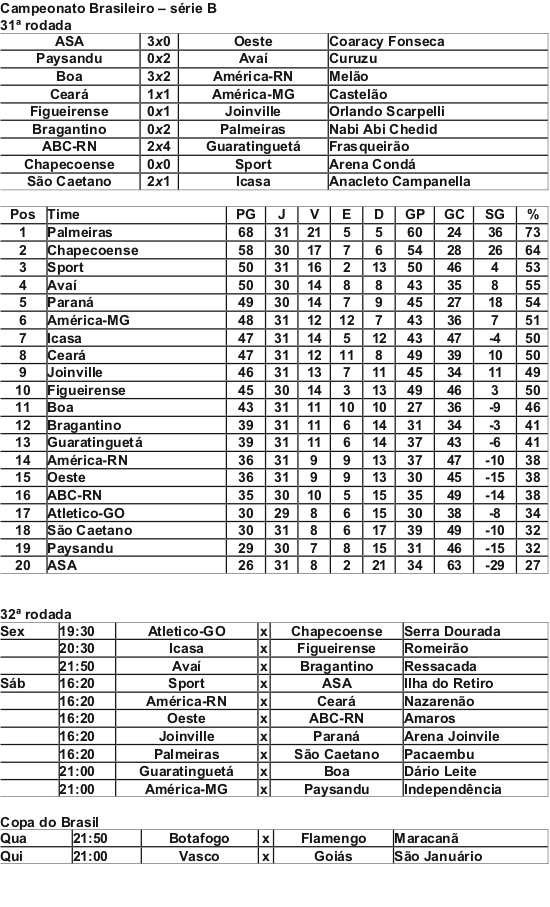 Campeonato Brasileiro – série B
31ª rodada
ASA 3x0 Oeste Coaracy Fonseca
Paysandu 0x2 Avaí Curuzu
Boa 3x2 América-RN Melão
Ceará 1x1 América-MG Castelão
Figueirense 0x1 Joinville Orlando Scarpelli
Bragantino 0x2 Palmeiras Nabi Abi Chedid
ABC-RN 2x4 Guaratinguetá Frasqueirão
Chapecoense 0x0 Sport Arena Condá
São Caetano 2x1 Icasa Anacleto Campanella
Pos Time PG J V E D GP GC SG %
1 Palmeiras 68 31 21 5 5 60 24 36 73
2 Chapecoense 58 30 17 7 6 54 28 26 64
3 Sport 50 31 16 2 13 50 46 4 53
4 Avaí 50 30 14 8 8 43 35 8 55
5 Paraná 49 30 14 7 9 45 27 18 54
6 América-MG 48 31 12 12 7 43 36 7 51
7 Icasa 47 31 14 5 12 43 47 -4 50
8 Ceará 47 31 12 11 8 49 39 10 50
9 Joinville 46 31 13 7 11 45 34 11 49
10 Figueirense 45 30 14 3 13 49 46 3 50
11 Boa 43 31 11 10 10 27 36 -9 46
12 Bragantino 39 31 11 6 14 31 34 -3 41
13 Guaratinguetá 39 31 11 6 14 37 43 -6 41
14 América-RN 36 31 9 9 13 37 47 -10 38
15 Oeste 36 31 9 9 13 30 45 -15 38
16 ABC-RN 35 30 10 5 15 35 49 -14 38
17 Atletico-GO 30 29 8 6 15 30 38 -8 34
18 São Caetano 30 31 8 6 17 39 49 -10 32
19 Paysandu 29 30 7 8 15 31 46 -15 32
20 ASA 26 31 8 2 21 34 63 -29 27
32ª rodada
Sex 19:30 Atletico-GO x Chapecoense Serra Dourada
20:30 Icasa x Figueirense Romeirão
21:50 Avaí x Bragantino Ressacada
Sáb 16:20 Sport x ASA Ilha do Retiro
16:20 América-RN x Ceará Nazarenão
16:20 Oeste x ABC-RN Amaros
16:20 Joinville x Paraná Arena Joinvile
16:20 Palmeiras x São Caetano Pacaembu
21:00 Guaratinguetá x Boa Dário Leite
21:00 América-MG x Paysandu Independência
Copa do Brasil
Qua 21:50 Botafogo x Flamengo Maracanã
Qui 21:00 Vasco x Goiás São Januário